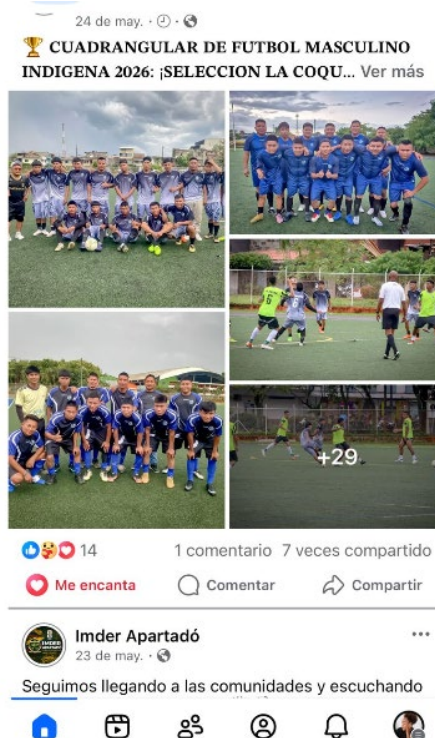 24 de may. ·
🏆 CUADRANGULAR DE FUTBOL MASCULINO
INDIGENA 2026: ¡SELECCION LA COQU... Ver más
6
+29
14
1 comentario 7 veces compartido
Me encanta
Comentar
Compartir
Imder Apartadó
23 de may. ·
Seguimos llegando a las comunidades y escuchando